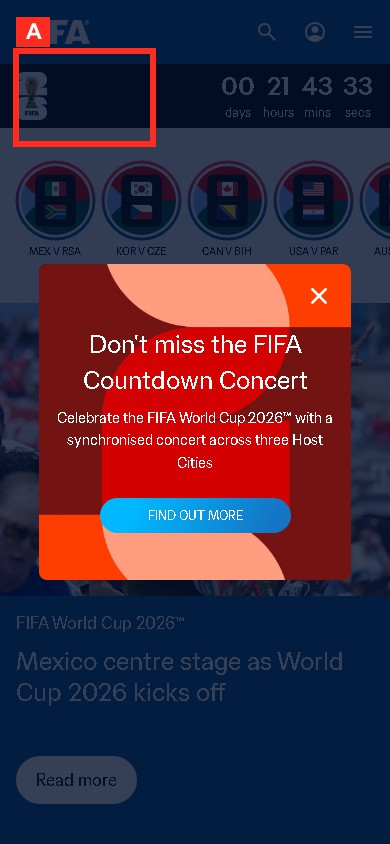 A
FIFA
00 21 43 33
days hours mins secs
FIFA
MEX V RSA KOR V CZE CAN V BIH USA V PAR
Don't miss the FIFA
Countdown Concert
Celebrate the FIFA World Cup 2026™ with a
synchronised concert across three Host
Cities
FIND OUT MORE
FIFA World Cup 2026™
Mexico centre stage as World
Cup 2026 kicks off
Read more